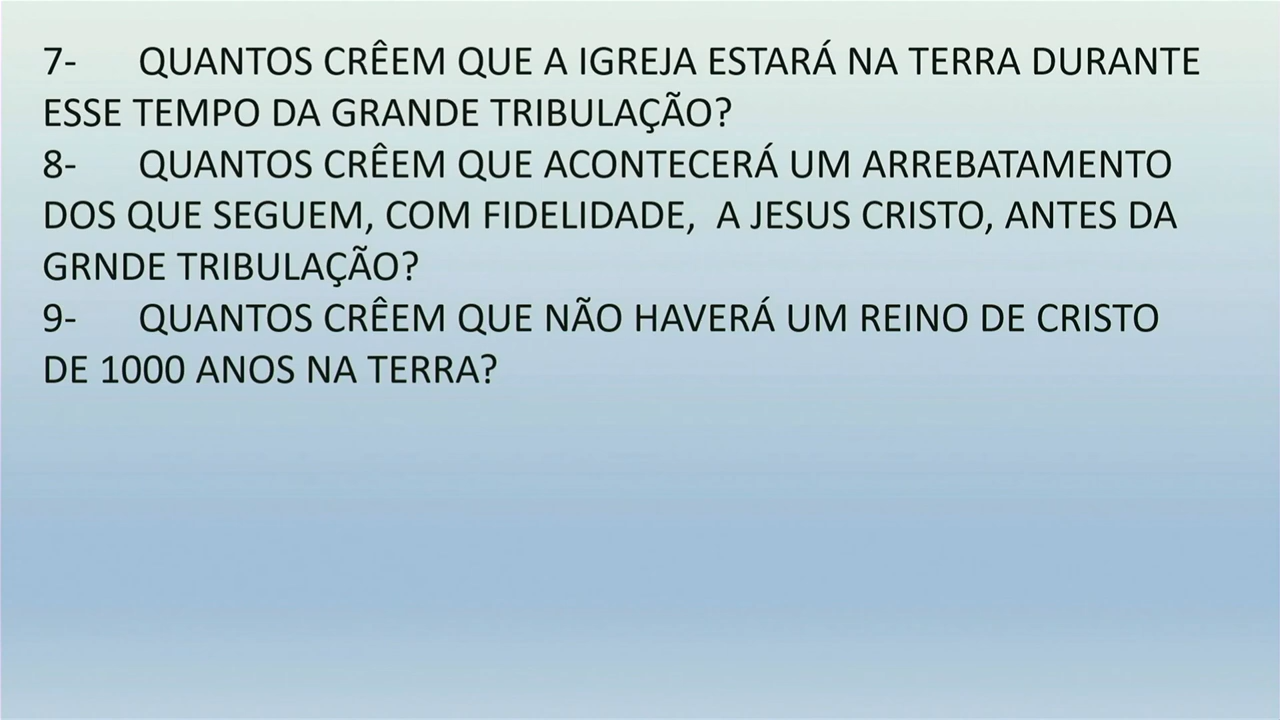 7- QUANTOS CRÊEM QUE A IGREJA ESTARÁ NA TERRA DURANTE
ESSE TEMPO DA GRANDE TRIBULAÇÃO?
8- QUANTOS CRÊEM QUE ACONTECERÁ UM ARREBATAMENTO
DOS QUE SEGUEM, COM FIDELIDADE, A JESUS CRISTO, ANTES DA
GRNDE TRIBULAÇÃO?
9- QUANTOS CRÊEM QUE NÃO HAVERÁ UM REINO DE CRISTO
DE 1000 ANOS NA TERRA?